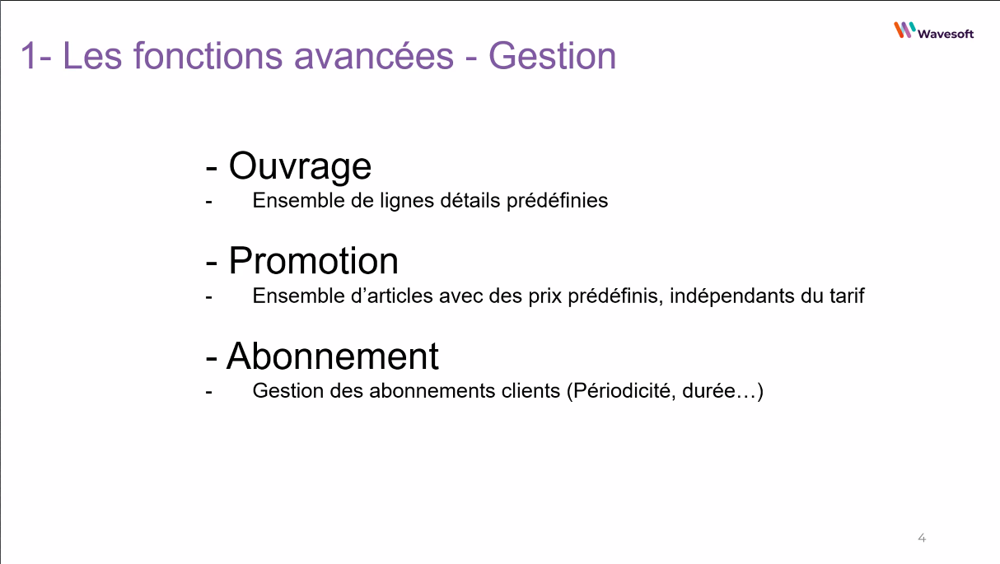 Wavesoft
1- Les fonctions avancées - Gestion
- Ouvrage
- Ensemble de lignes détails prédéfinies
- Promotion
- Ensemble d’articles avec des prix prédéfinis, indépendants du tarif
- Abonnement
- Gestion des abonnements clients (Périodicité, durée…)
4